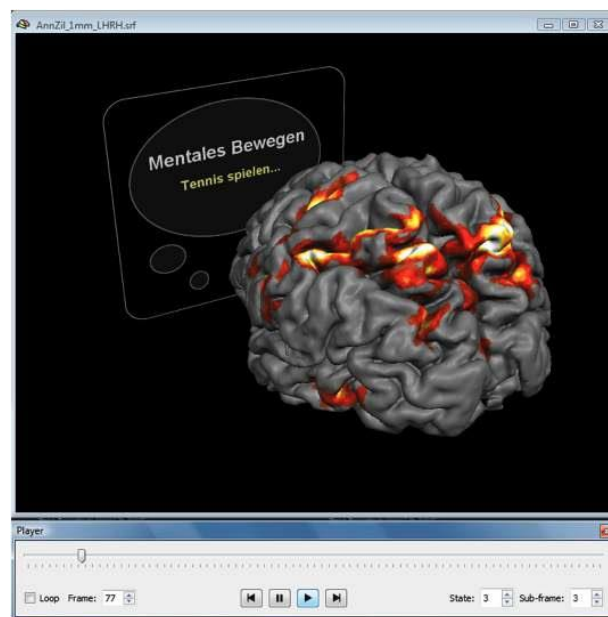 AnnZil_1mm_LHRH.srf
Mentales Bewegen
Tennis spielen...
Player
Loop Frame: 77 State: 3 Sub-frame: 3